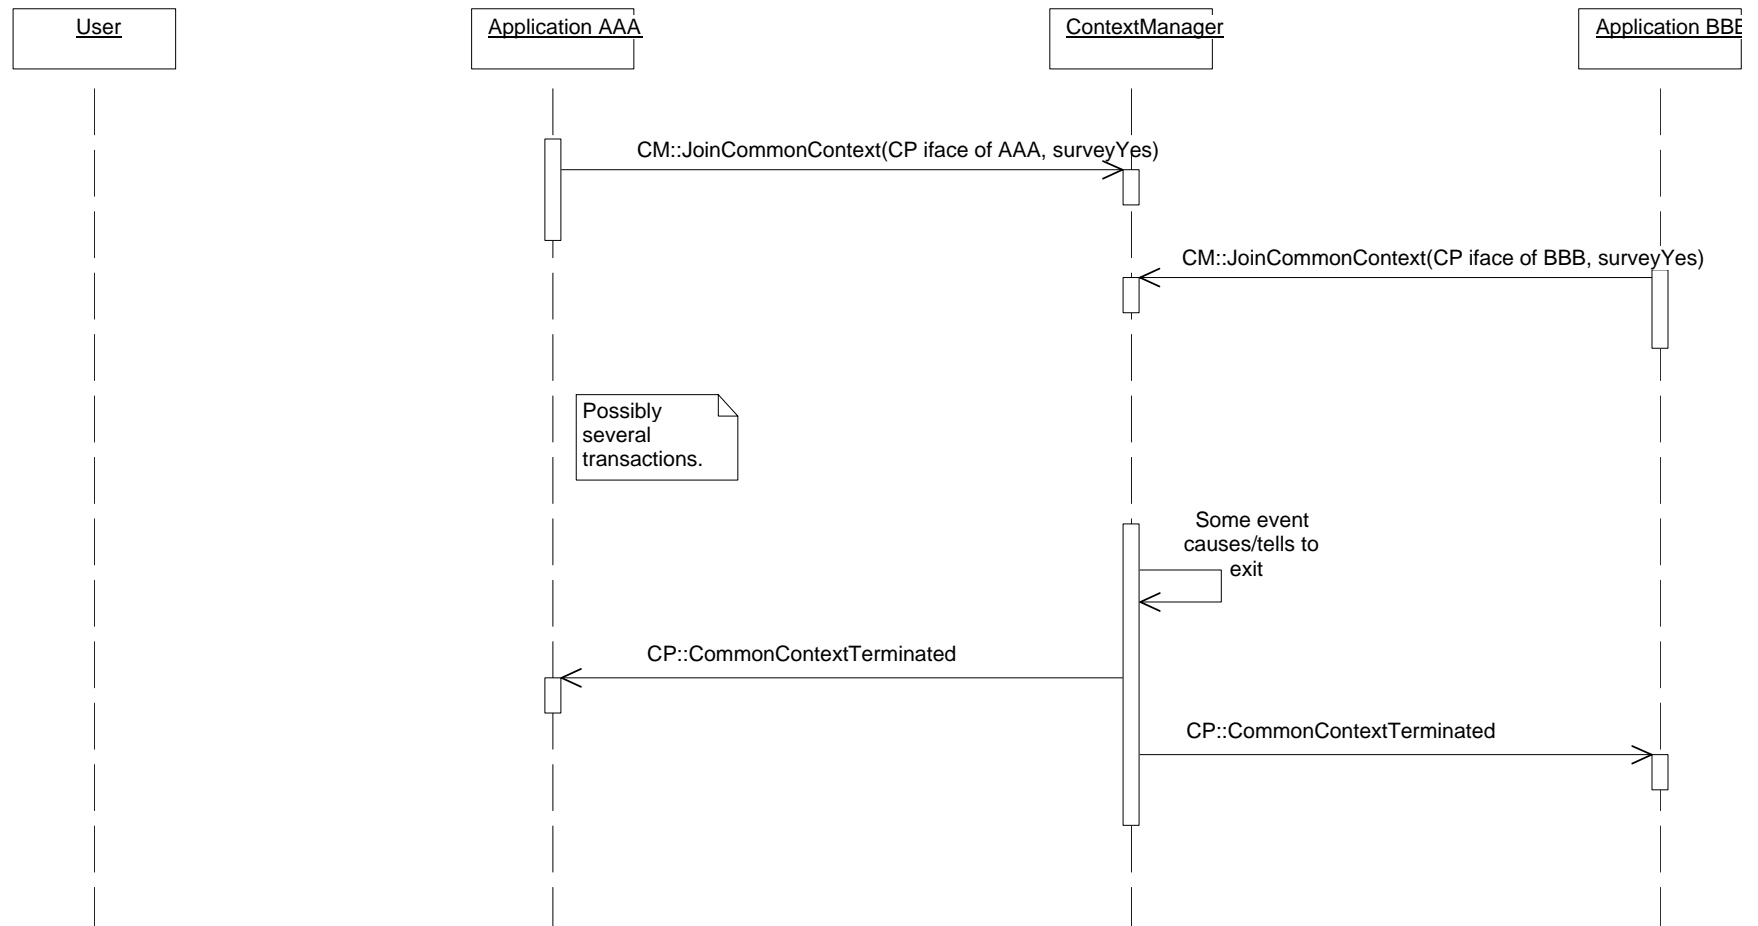 User
Application AAA
ContextManager
Application BBB
CM::JoinCommonContext(CP iface of AAA, surveyYes)
CM::JoinCommonContext(CP iface of BBB, surveyYes)
Possibly
several
transactions.
Some event
causes/tells to
exit
CP::CommonContextTerminated
CP::CommonContextTerminated